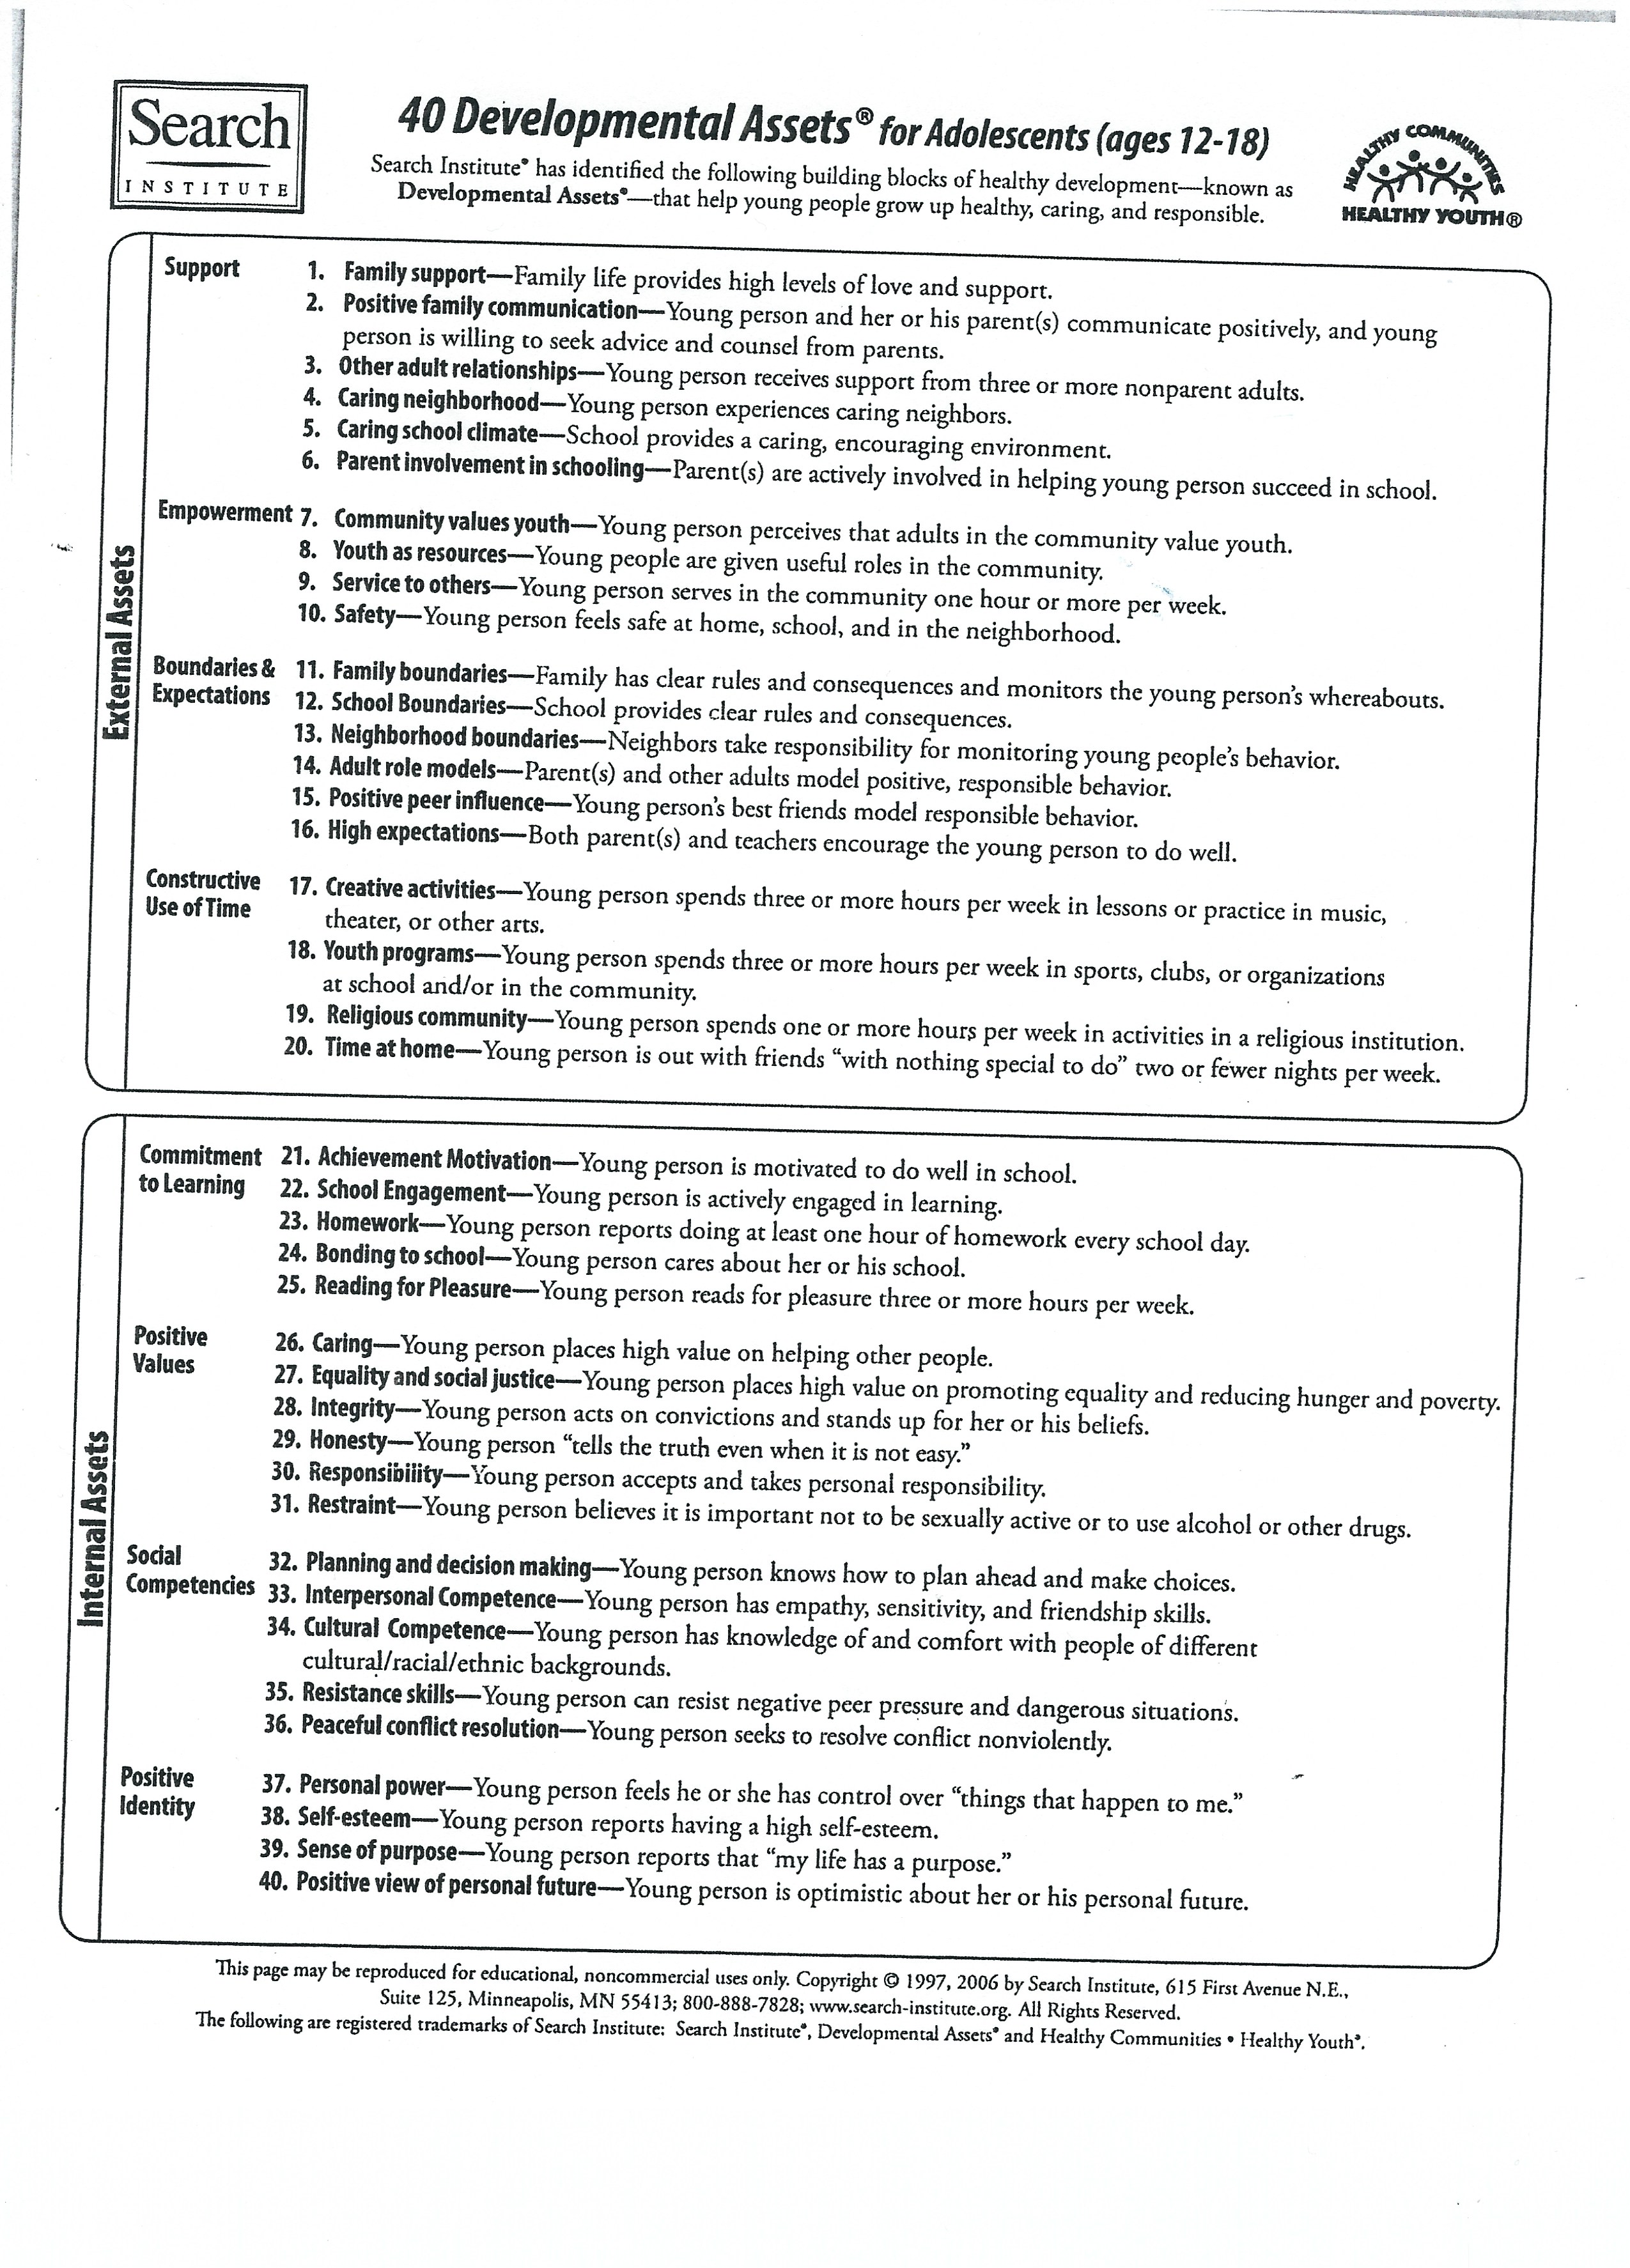 Search
INSTITUTE
40 Developmental Assets® for Adolescents (ages 12-18)
Search Institute® has identified the following building blocks of healthy development—known as
Developmental Assets®—that help young people grow up healthy, caring, and responsible.
HEALTHY COMMUNITIES
HEALTHY YOUTH®
External Assets
Support
1. Family support—Family life provides high levels of love and support.
2. Positive family communication—Young person and her or his parent(s) communicate positively, and young
person is willing to seek advice and counsel from parents.
3. Other adult relationships—Young person receives support from three or more nonparent adults.
4. Caring neighborhood—Young person experiences caring neighbors.
5. Caring school climate—School provides a caring, encouraging environment.
6. Parent involvement in schooling—Parent(s) are actively involved in helping young person succeed in school.
Empowerment
7. Community values youth—Young person perceives that adults in the community value youth.
8. Youth as resources—Young people are given useful roles in the community.
9. Service to others—Young person serves in the community one hour or more per week.
10. Safety—Young person feels safe at home, school, and in the neighborhood.
Boundaries &
Expectations
11. Family boundaries—Family has clear rules and consequences and monitors the young person's whereabouts.
12. School Boundaries—School provides clear rules and consequences.
13. Neighborhood boundaries—Neighbors take responsibility for monitoring young people's behavior.
14. Adult role models—Parent(s) and other adults model positive, responsible behavior.
15. Positive peer influence—Young person's best friends model responsible behavior.
16. High expectations—Both parent(s) and teachers encourage the young person to do well.
Constructive
Use of Time
17. Creative activities—Young person spends three or more hours per week in lessons or practice in music,
theater, or other arts.
18. Youth programs—Young person spends three or more hours per week in sports, clubs, or organizations
at school and/or in the community.
19. Religious community—Young person spends one or more hours per week in activities in a religious institution.
20. Time at home—Young person is out with friends "with nothing special to do" two or fewer nights per week.
Internal Assets
Commitment
to Learning
21. Achievement Motivation—Young person is motivated to do well in school.
22. School Engagement—Young person is actively engaged in learning.
23. Homework—Young person reports doing at least one hour of homework every school day.
24. Bonding to school—Young person cares about her or his school.
25. Reading for Pleasure—Young person reads for pleasure three or more hours per week.
Positive
Values
26. Caring—Young person places high value on helping other people.
27. Equality and social justice—Young person places high value on promoting equality and reducing hunger and poverty.
28. Integrity—Young person acts on convictions and stands up for her or his beliefs.
29. Honesty—Young person "tells the truth even when it is not easy."
30. Responsibility—Young person accepts and takes personal responsibility.
31. Restraint—Young person believes it is important not to be sexually active or to use alcohol or other drugs.
Social
Competencies
32. Planning and decision making—Young person knows how to plan ahead and make choices.
33. Interpersonal Competence—Young person has empathy, sensitivity, and friendship skills.
34. Cultural Competence—Young person has knowledge of and comfort with people of different
cultural/racial/ethnic backgrounds.
35. Resistance skills—Young person can resist negative peer pressure and dangerous situations.
36. Peaceful conflict resolution—Young person seeks to resolve conflict nonviolently.
Positive
Identity
37. Personal power—Young person feels he or she has control over "things that happen to me."
38. Self-esteem—Young person reports having a high self-esteem.
39. Sense of purpose—Young person reports that "my life has a purpose."
40. Positive view of personal future—Young person is optimistic about her or his personal future.
This page may be reproduced for educational, noncommercial uses only. Copyright © 1997, 2006 by Search Institute, 615 First Avenue N.E.,
Suite 125, Minneapolis, MN 55413; 800-888-7828; www.search-institute.org. All Rights Reserved.
The following are registered trademarks of Search Institute: Search Institute®, Developmental Assets® and Healthy Communities • Healthy Youth®.